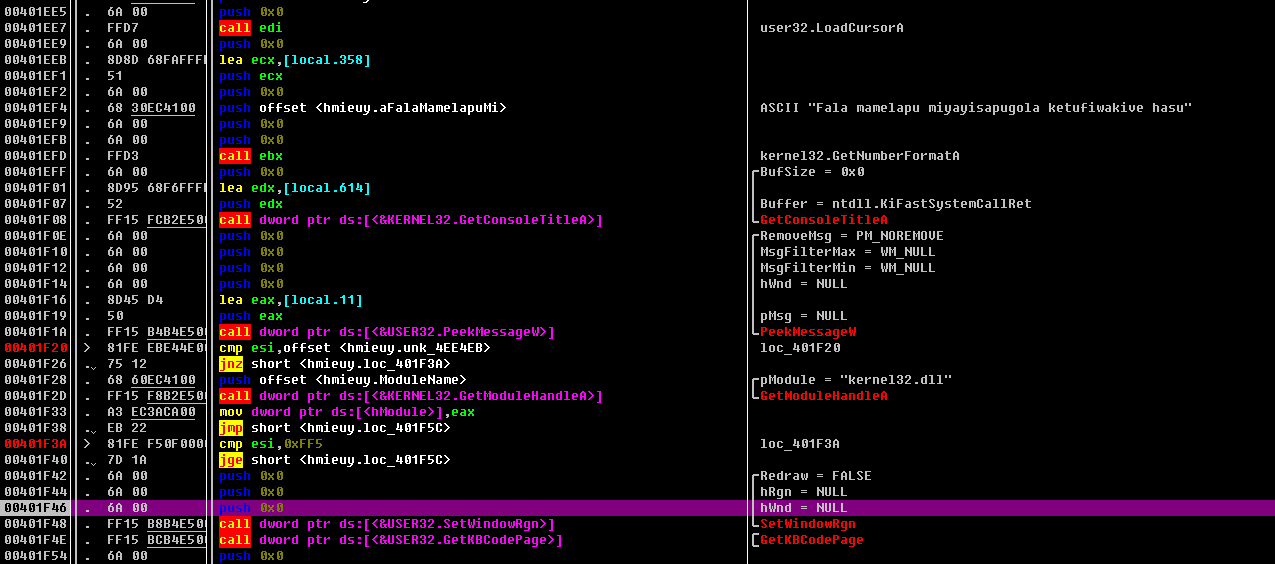 00401EE5 . 6A 00 push 0x0
00401EE7 . FFD7 call edi user32.LoadCursorA
00401EE9 . 6A 00 push 0x0
00401EEB . 8D8D 68FAFFFF lea ecx,[local.358]
00401EF1 . 51 push ecx
00401EF2 . 6A 00 push 0x0
00401EF4 . 68 30EC4100 push offset <hmieuy.aFalaMamelapuMi> ASCII "Fala mamelapu miyayisapugola ketufiwakive hasu"
00401EF9 . 6A 00 push 0x0
00401EFB . 6A 00 push 0x0
00401EFD . FFD3 call ebx kernel32.GetNumberFormatA
00401EFF . 6A 00 push 0x0 BufSize = 0x0
00401F01 . 8D95 68F6FFFF lea edx,[local.614]
00401F07 . 52 push edx Buffer = ntdll.KiFastSystemCallRet
00401F08 . FF15 FCB2E500 call dword ptr ds:[<&KERNEL32.GetConsoleTitleA>] GetConsoleTitleA
00401F0E . 6A 00 push 0x0 RemoveMsg = PM_NOREMOVE
00401F10 . 6A 00 push 0x0 MsgFilterMax = WM_NULL
00401F12 . 6A 00 push 0x0 MsgFilterMin = WM_NULL
00401F14 . 6A 00 push 0x0 hWnd = NULL
00401F16 . 8D45 D4 lea eax,[local.11]
00401F19 . 50 push eax pMsg = NULL
00401F1A . FF15 B4B4E500 call dword ptr ds:[<&USER32.PeekMessageW>] PeekMessageW
00401F20 > 81FE EBE44E00 cmp esi,offset <hmieuy.unk_4EE4EB> loc_401F20
00401F26 . 75 12 jnz short <hmieuy.loc_401F3A>
00401F28 . 68 60EC4100 push offset <hmieuy.ModuleName> pModule = "kernel32.dll"
00401F2D . FF15 F8B2E500 call dword ptr ds:[<&KERNEL32.GetModuleHandleA>] GetModuleHandleA
00401F33 . A3 EC3ACA00 mov dword ptr ds:[<hModule>],eax
00401F38 . EB 22 jmp short <hmieuy.loc_401F5C>
00401F3A > 81FE F50F0000 cmp esi,0xFF5 loc_401F3A
00401F40 . 7D 1A jge short <hmieuy.loc_401F5C>
00401F42 . 6A 00 push 0x0 Redraw = FALSE
00401F44 . 6A 00 push 0x0 hRgn = NULL
00401F46 . 6A 00 push 0x0 hWnd = NULL
00401F48 . FF15 B8B4E500 call dword ptr ds:[<&USER32.SetWindowRgn>] SetWindowRgn
00401F4E . FF15 BCB4E500 call dword ptr ds:[<&USER32.GetKBCodePage>] GetKBCodePage
00401F54 . 6A 00 push 0x0